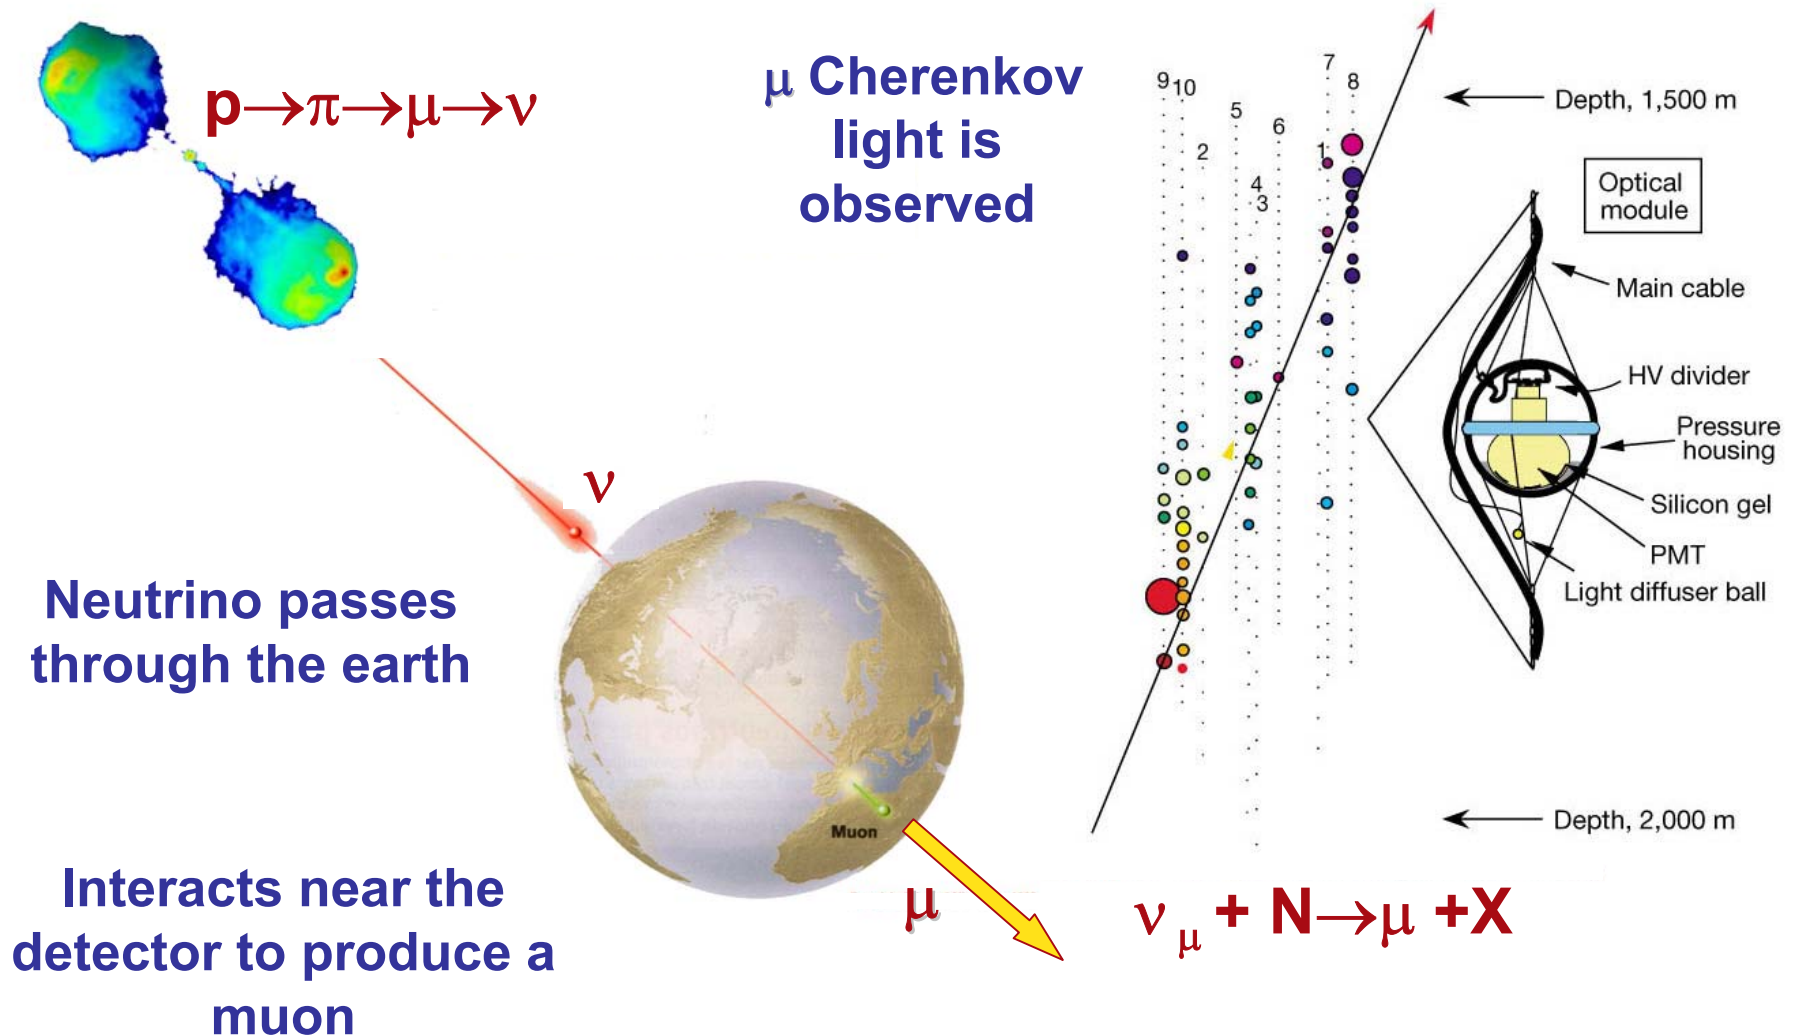 p→π→μ→ν
μ Cherenkov
light is
observed
ν
Neutrino passes
through the earth
Muon
Interacts near the
detector to produce a
muon
μ
ν μ + N→μ +X
9
10
2
5
4
3
6
7
1
8
Depth, 1,500 m
Optical
module
Main cable
HV divider
Pressure
housing
Silicon gel
PMT
Light diffuser ball
Depth, 2,000 m